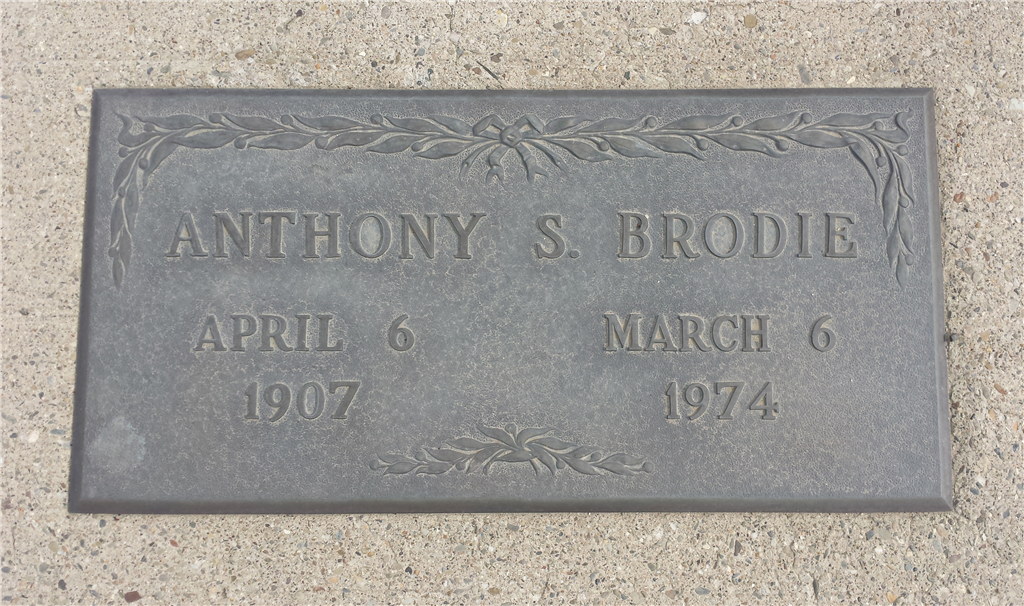 ANTHONY S. BRODIE
APRIL 6 MARCH 6
1907 1974